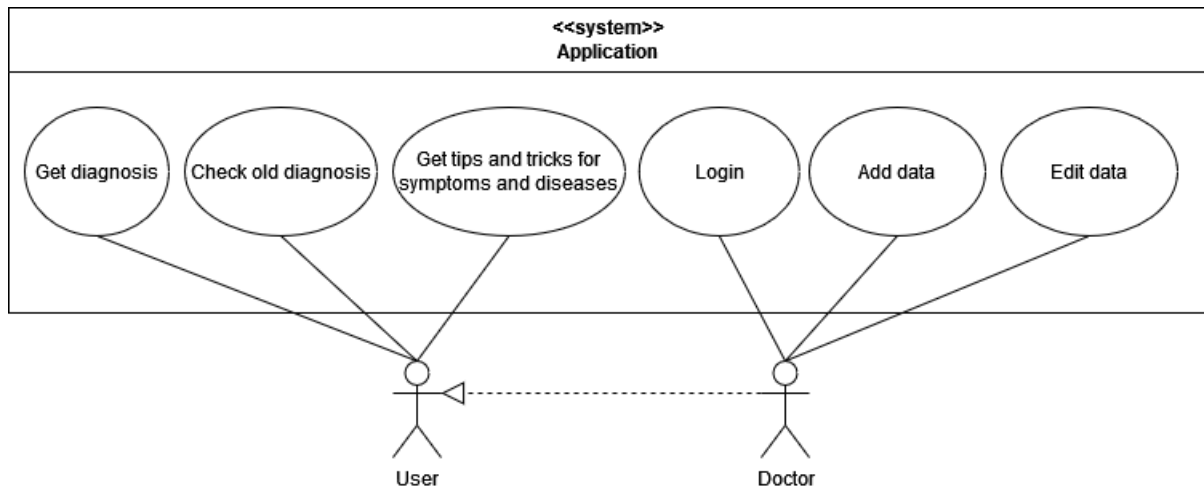 <<system>>
Application
Get diagnosis
Check old diagnosis
Get tips and tricks for
symptoms and diseases
Login
Add data
Edit data
User
Doctor